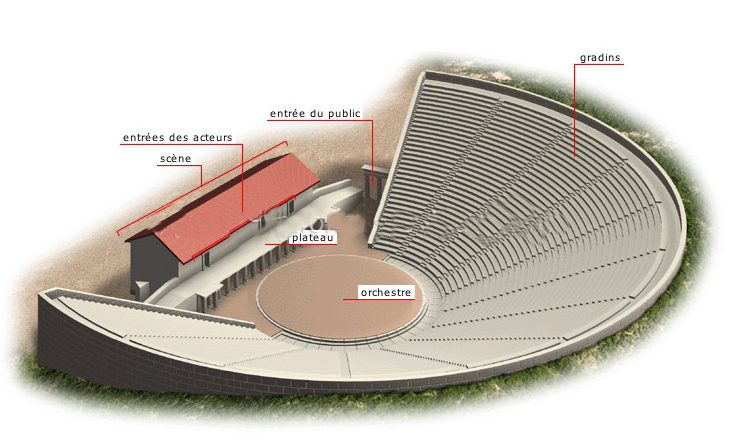 gradins
entrée du public
entrées des acteurs
scène
plateau
orchestre